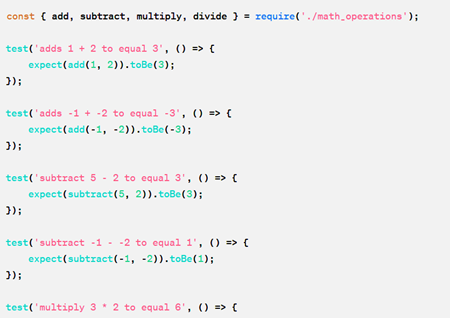 const { add, subtract, multiply, divide } = require('./math_operations');
test('adds 1 + 2 to equal 3', () => {
expect(add(1, 2)).toBe(3);
});
test('adds -1 + -2 to equal -3', () => {
expect(add(-1, -2)).toBe(-3);
});
test('subtract 5 - 2 to equal 3', () => {
expect(subtract(5, 2)).toBe(3);
});
test('subtract -1 - -2 to equal 1', () => {
expect(subtract(-1, -2)).toBe(1);
});
test('multiply 3 * 2 to equal 6', () => {